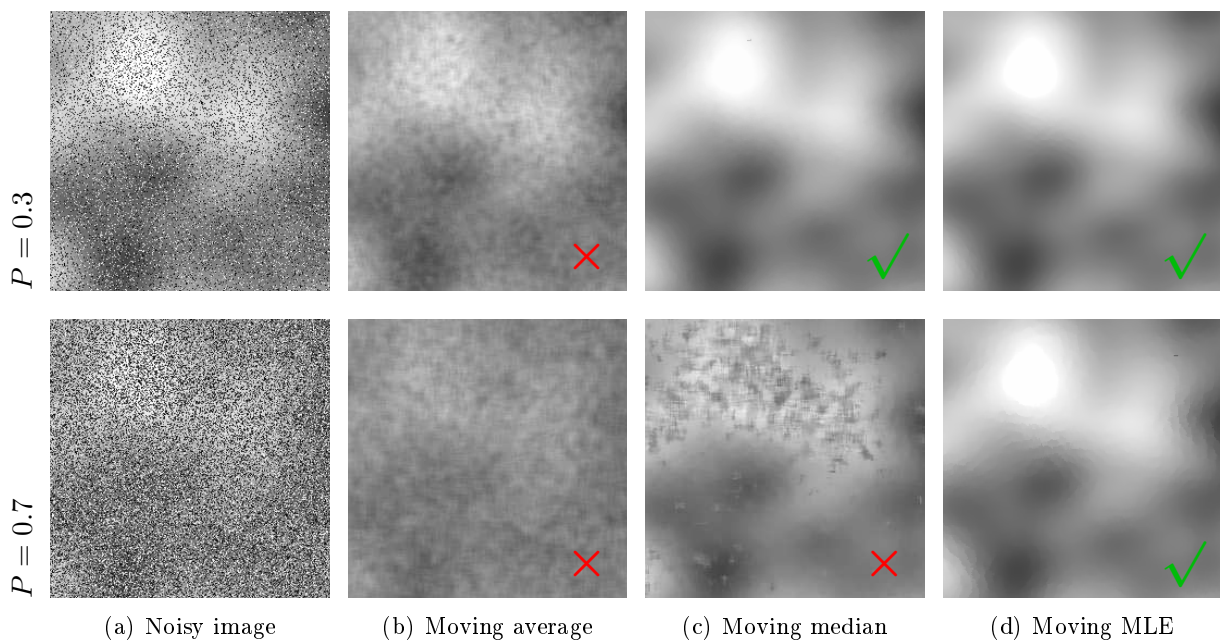 P = 0.3
P = 0.7
(a) Noisy image
(b) Moving average
(c) Moving median
(d) Moving MLE